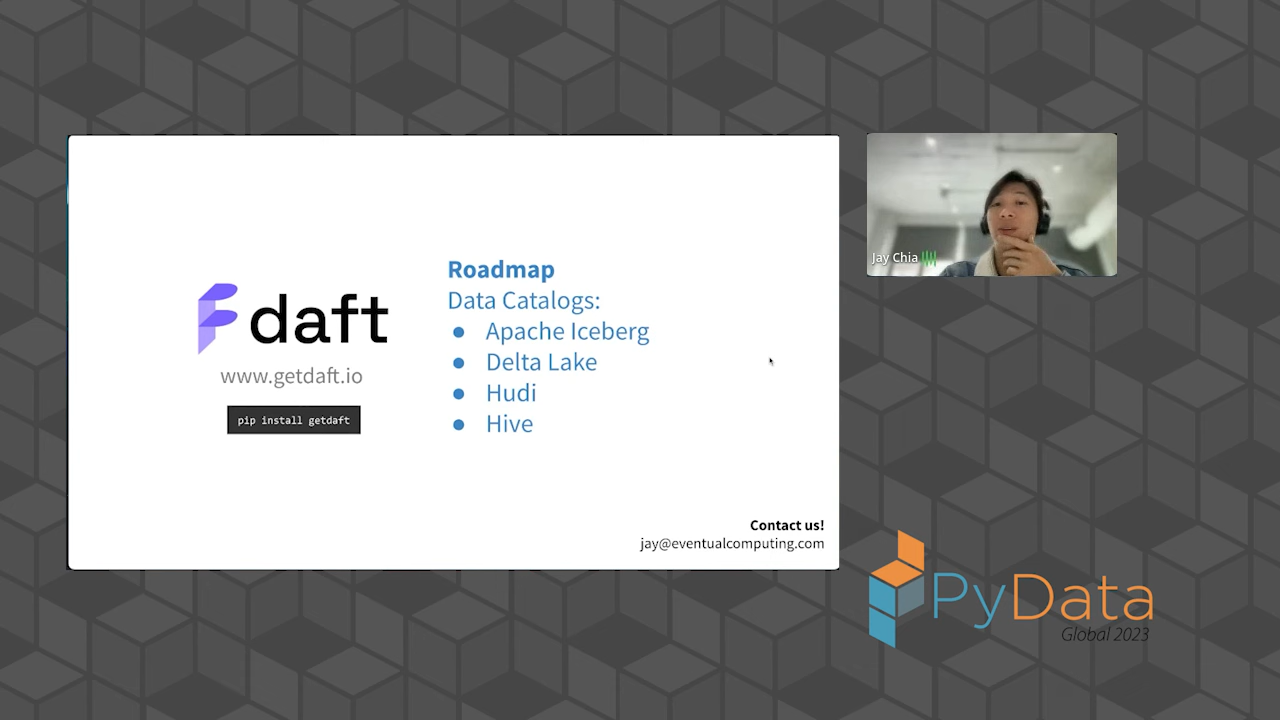 daft
www.getdaft.io
pip install getdaft
Roadmap
Data Catalogs:
● Apache Iceberg
● Delta Lake
● Hudi
● Hive
Contact us!
jay@eventualcomputing.com
Jay Chia
PyData
Global 2023